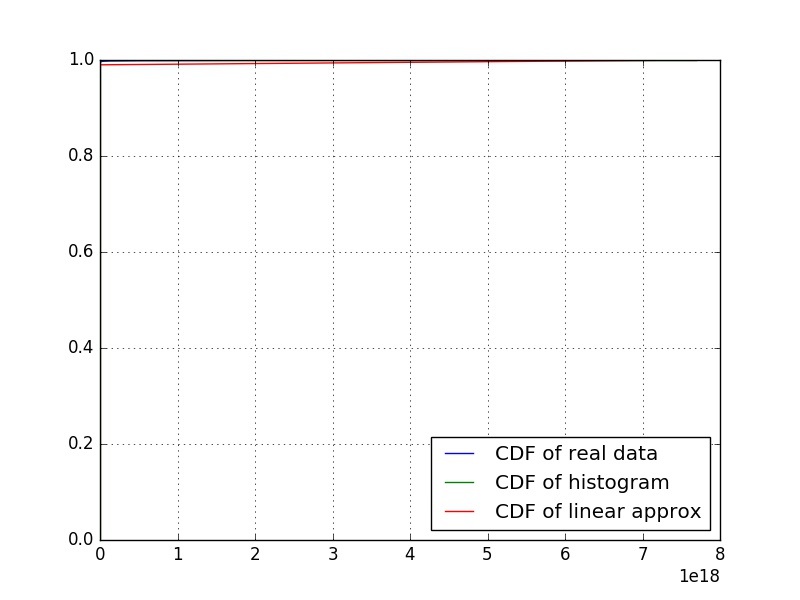 1.0
0.8
0.6
0.4
0.2
0.0
CDF of real data
CDF of histogram
CDF of linear approx
0 1 2 3 4 5 6 7 8
1e18